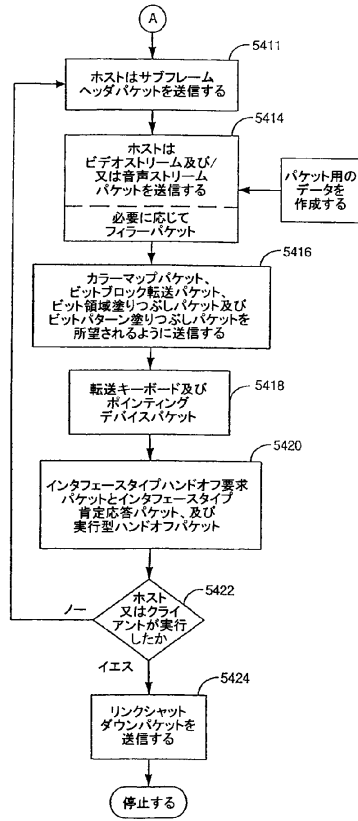 A
5411
ホストはサブフレーム
ヘッダパケットを送信する
5414
ホストは
ビデオストリーム及び/
又は音声ストリーム
パケットを送信する
必要に応じて
フィラーパケット
パケット用の
データを
作成する
5416
カラーマップパケット、
ビットブロック転送パケット、
ビット領域塗りつぶしパケット及び
ビットパターン塗りつぶしパケットを
所望されるように送信する
5418
転送キーボード及び
ポインティング
デバイスパケット
5420
インタフェースタイプハンドオフ要求
パケットとインタフェースタイプ
肯定応答パケット、及び
実行型ハンドオフパケット
5422
ホスト
又はクライ
アントが実行
したか
ノー
イエス
5424
リンクシャット
ダウンパケットを
送信する
停止する